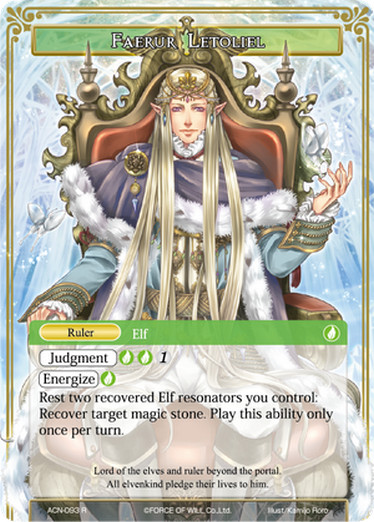 Faerur Letoliel
Ruler Elf
Judgment 1
Energize
Rest two recovered Elf resonators you control:
Recover target magic stone. Play this ability only
once per turn.
Lord of the elves and ruler beyond the portal.
All elvenkind pledge their lives to him.
ACN-093 R ©FORCE OF WILL Co.,Ltd. Illust/Kamijo Roro